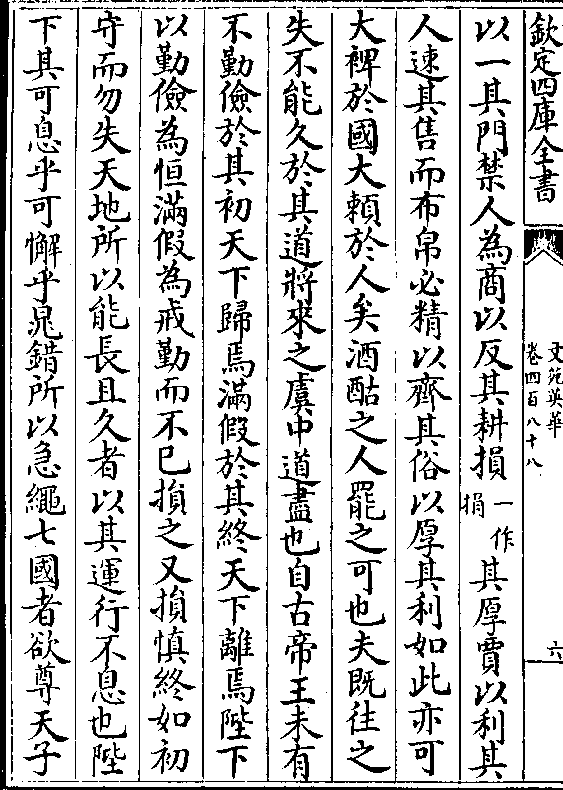 欽定四庫全書
文苑英華
卷四百八十八
六
以一其門禁人為商以反其耕損一作捐其厚賈以利其
人速其售而布帛必精以齊其俗以厚其利如此亦可
大裨於國大賴於人矣酒酤之人罷之可也夫既往之
失不能久於其道將來之虞中道盡也自古帝王未有
不勤儉於其初天下歸焉滿假於其終天下離焉陛下
以勤儉為恒滿假為戒勤而不已損之又損慎終如初
守而勿失天地所以能長且久者以其運行不息也陛
下其可息乎可懈乎晁錯所以急繩七國者欲尊天子